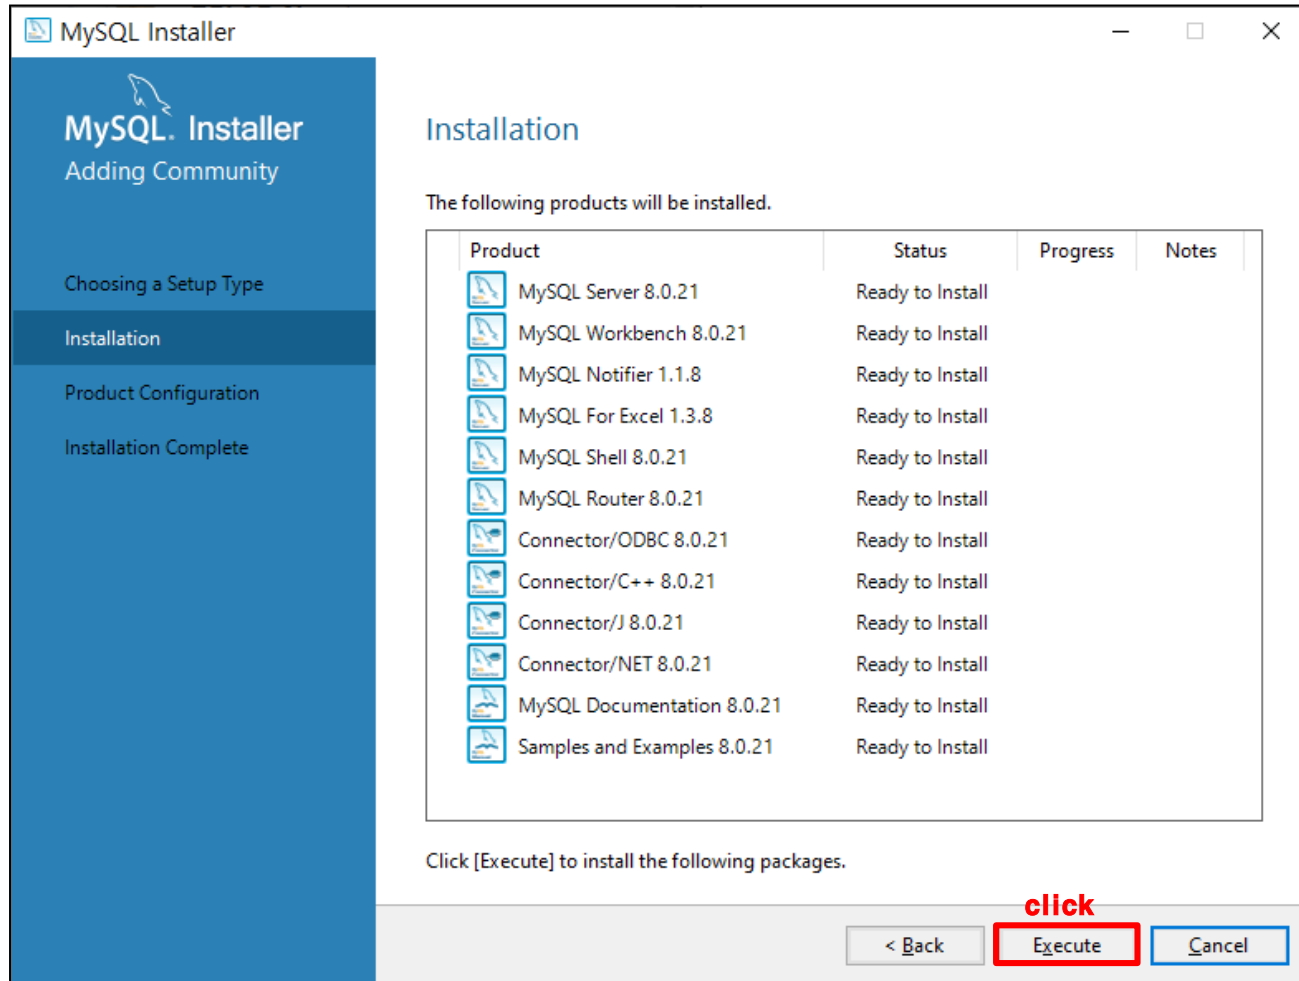 MySQL Installer
MySQL. Installer
Adding Community
Choosing a Setup Type
Installation
Product Configuration
Installation Complete
Installation
The following products will be installed.
Product Status Progress Notes
MySQL Server 8.0.21 Ready to Install
MySQL Workbench 8.0.21 Ready to Install
MySQL Notifier 1.1.8 Ready to Install
MySQL For Excel 1.3.8 Ready to Install
MySQL Shell 8.0.21 Ready to Install
MySQL Router 8.0.21 Ready to Install
Connector/ODBC 8.0.21 Ready to Install
Connector/C++ 8.0.21 Ready to Install
Connector/J 8.0.21 Ready to Install
Connector/NET 8.0.21 Ready to Install
MySQL Documentation 8.0.21 Ready to Install
Samples and Examples 8.0.21 Ready to Install
Click [Execute] to install the following packages.
click
< Back Execute Cancel